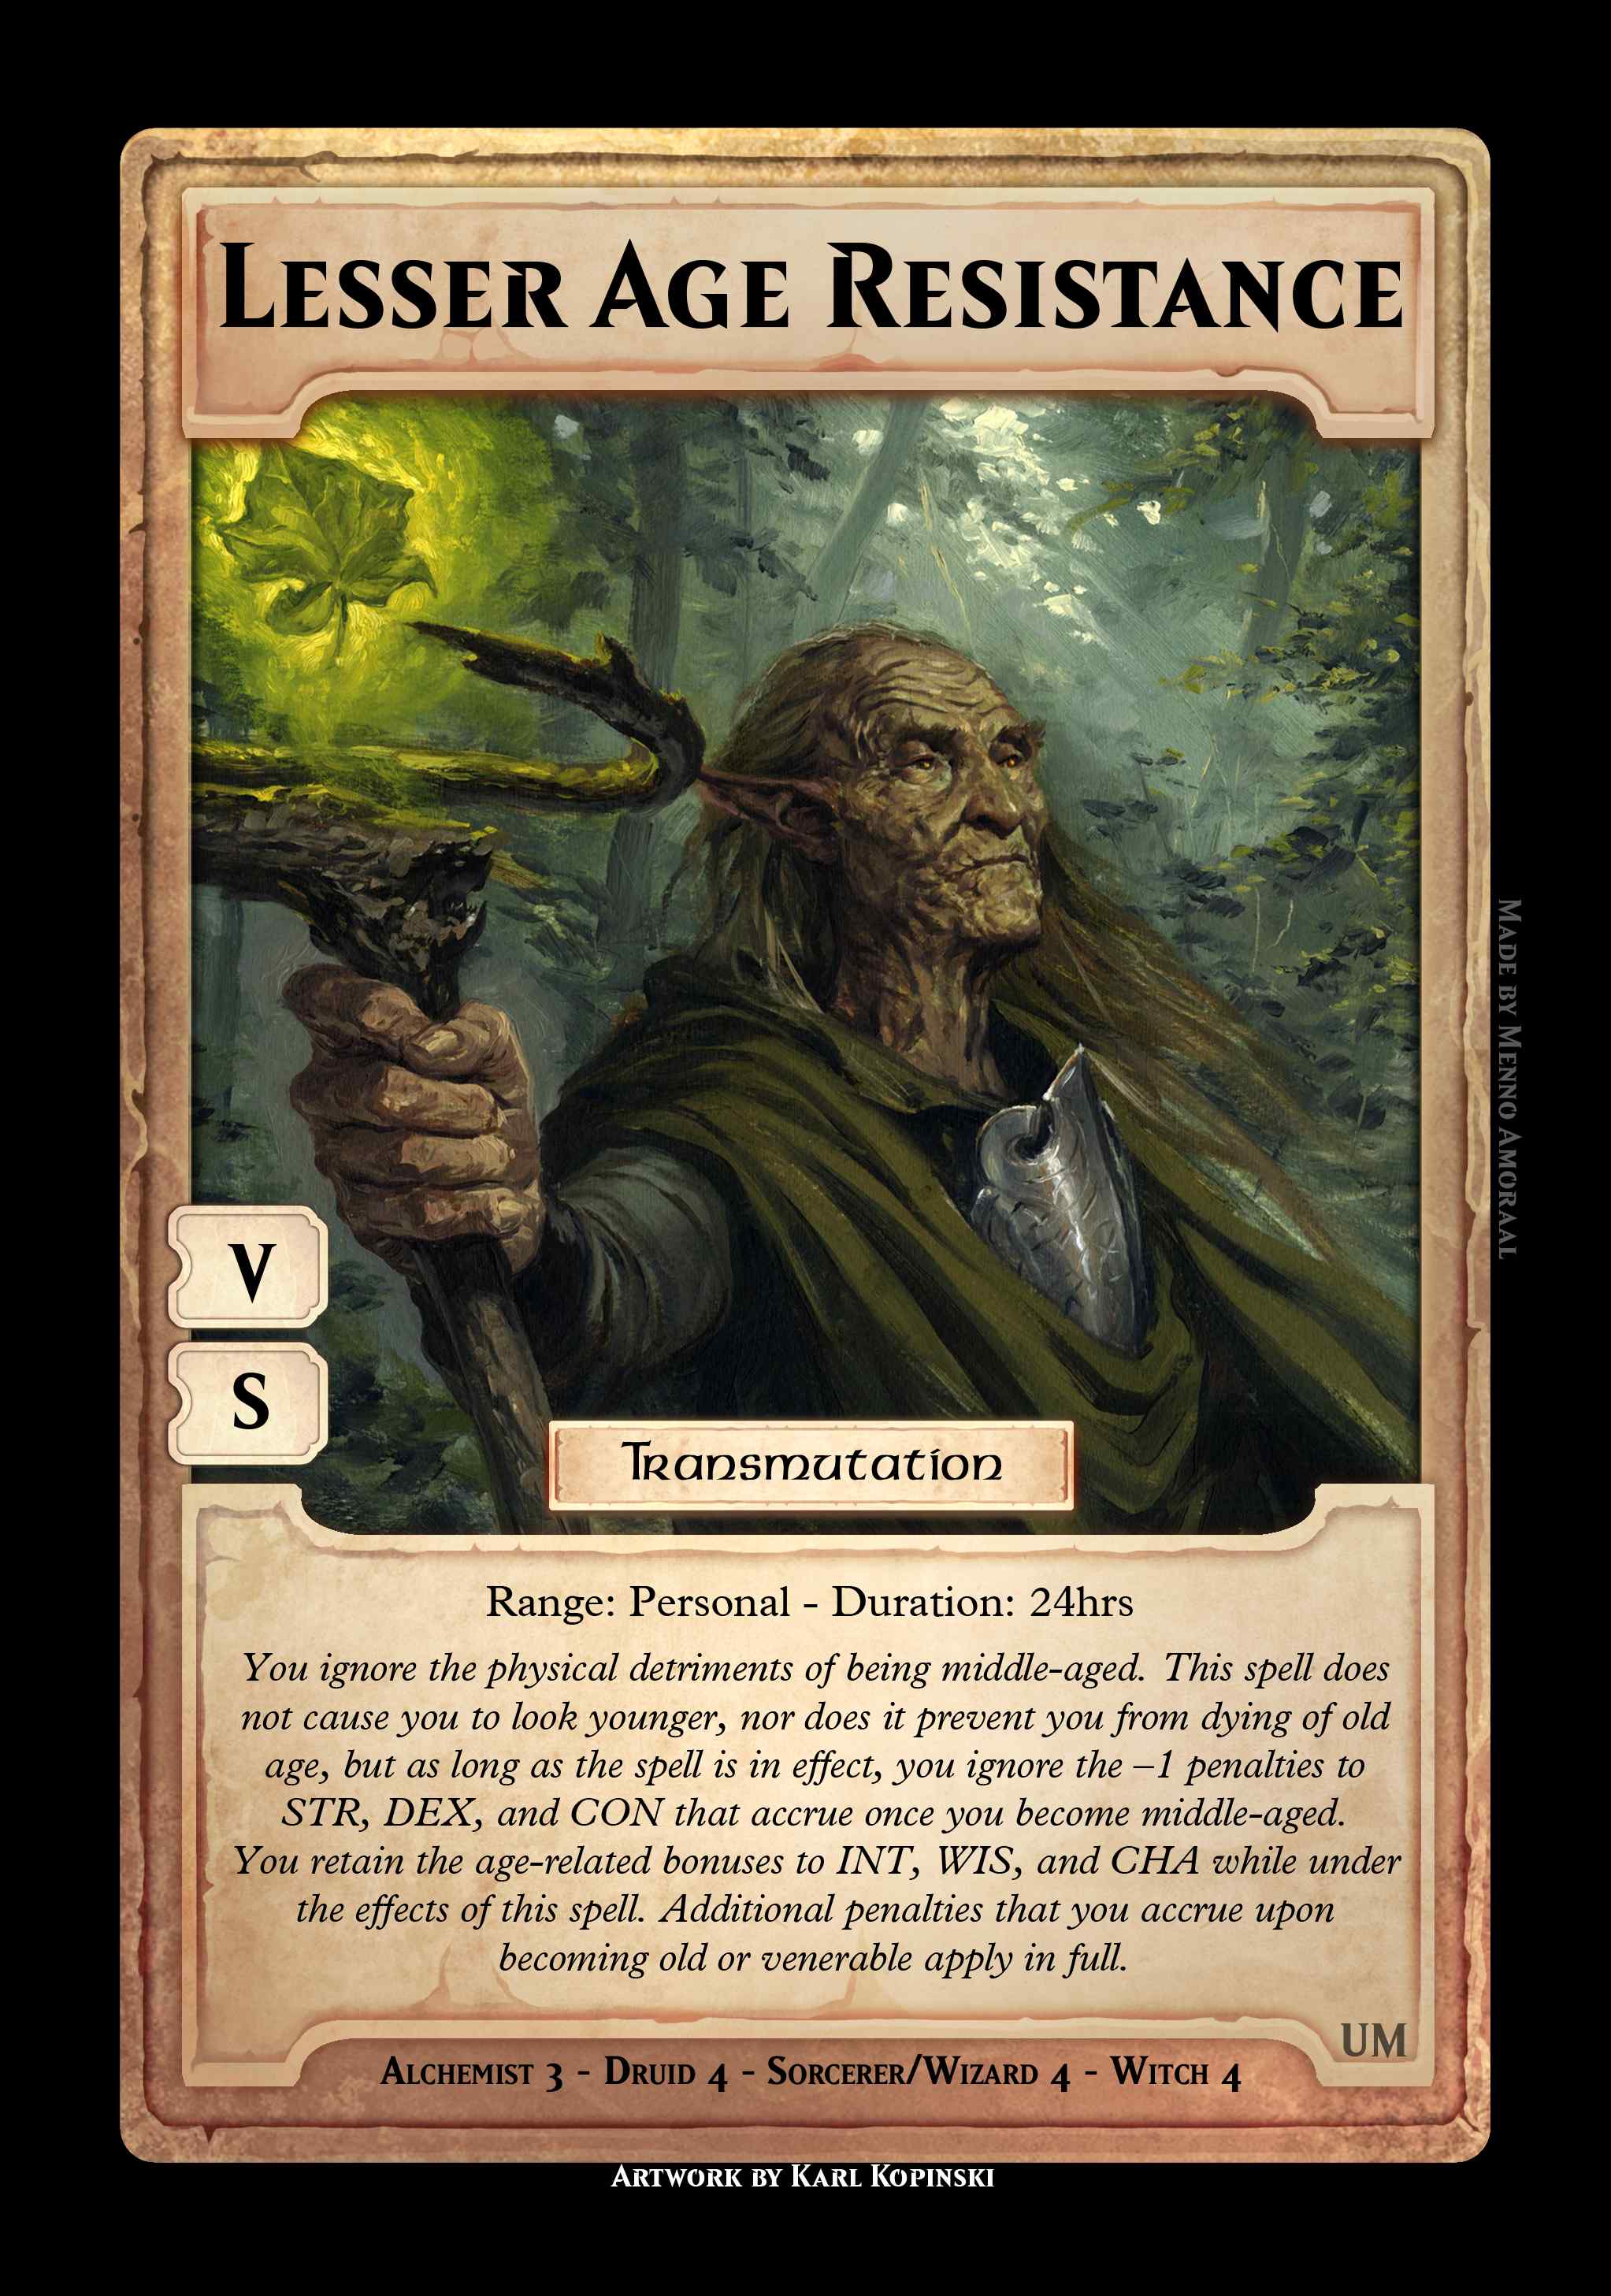 Lesser Age Resistance
V
S
Transmutation
Range: Personal - Duration: 24hrs
You ignore the physical detriments of being middle-aged. This spell does
not cause you to look younger, nor does it prevent you from dying of old
age, but as long as the spell is in effect, you ignore the –1 penalties to
STR, DEX, and CON that accrue once you become middle-aged.
You retain the age-related bonuses to INT, WIS, and CHA while under
the effects of this spell. Additional penalties that you accrue upon
becoming old or venerable apply in full.
UM
Alchemist 3 - Druid 4 - Sorcerer/Wizard 4 - Witch 4
Artwork by Karl Kopinski
Made by Menno Amoraal